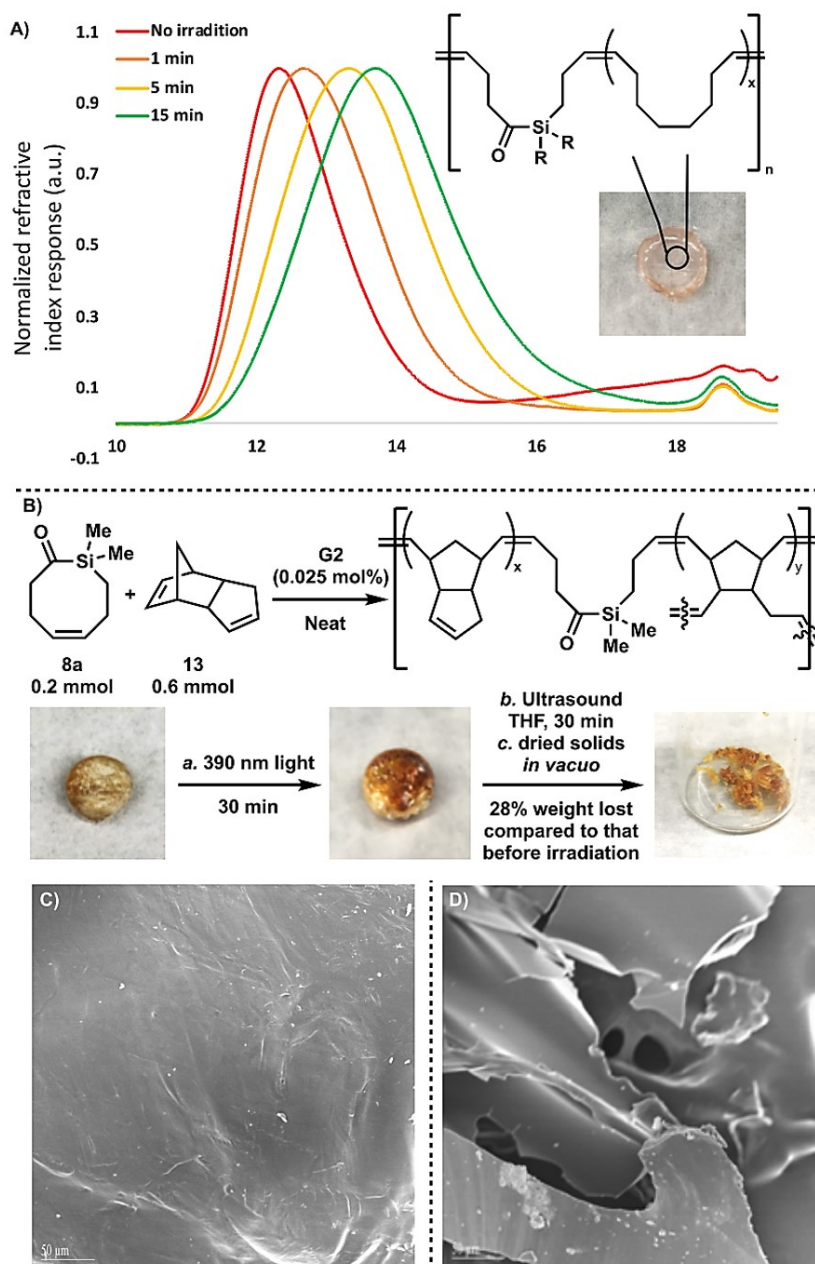 A)
No irradition
1 min
5 min
15 min
1.1
0.9
0.7
0.5
0.3
0.1
-0.1
Normalized refractive
index response (a.u.)
10 12 14 16 18
O Si R R x n
B)
O Me Me Si
8a
0.2 mmol
+
13
0.6 mmol
G2
(0.025 mol%)
Neat
x O Si Me Me y
a. 390 nm light
30 min
b. Ultrasound
THF, 30 min
c. dried solids
in vacuo
28% weight lost
compared to that
before irradiation
C)
50 µm
D)